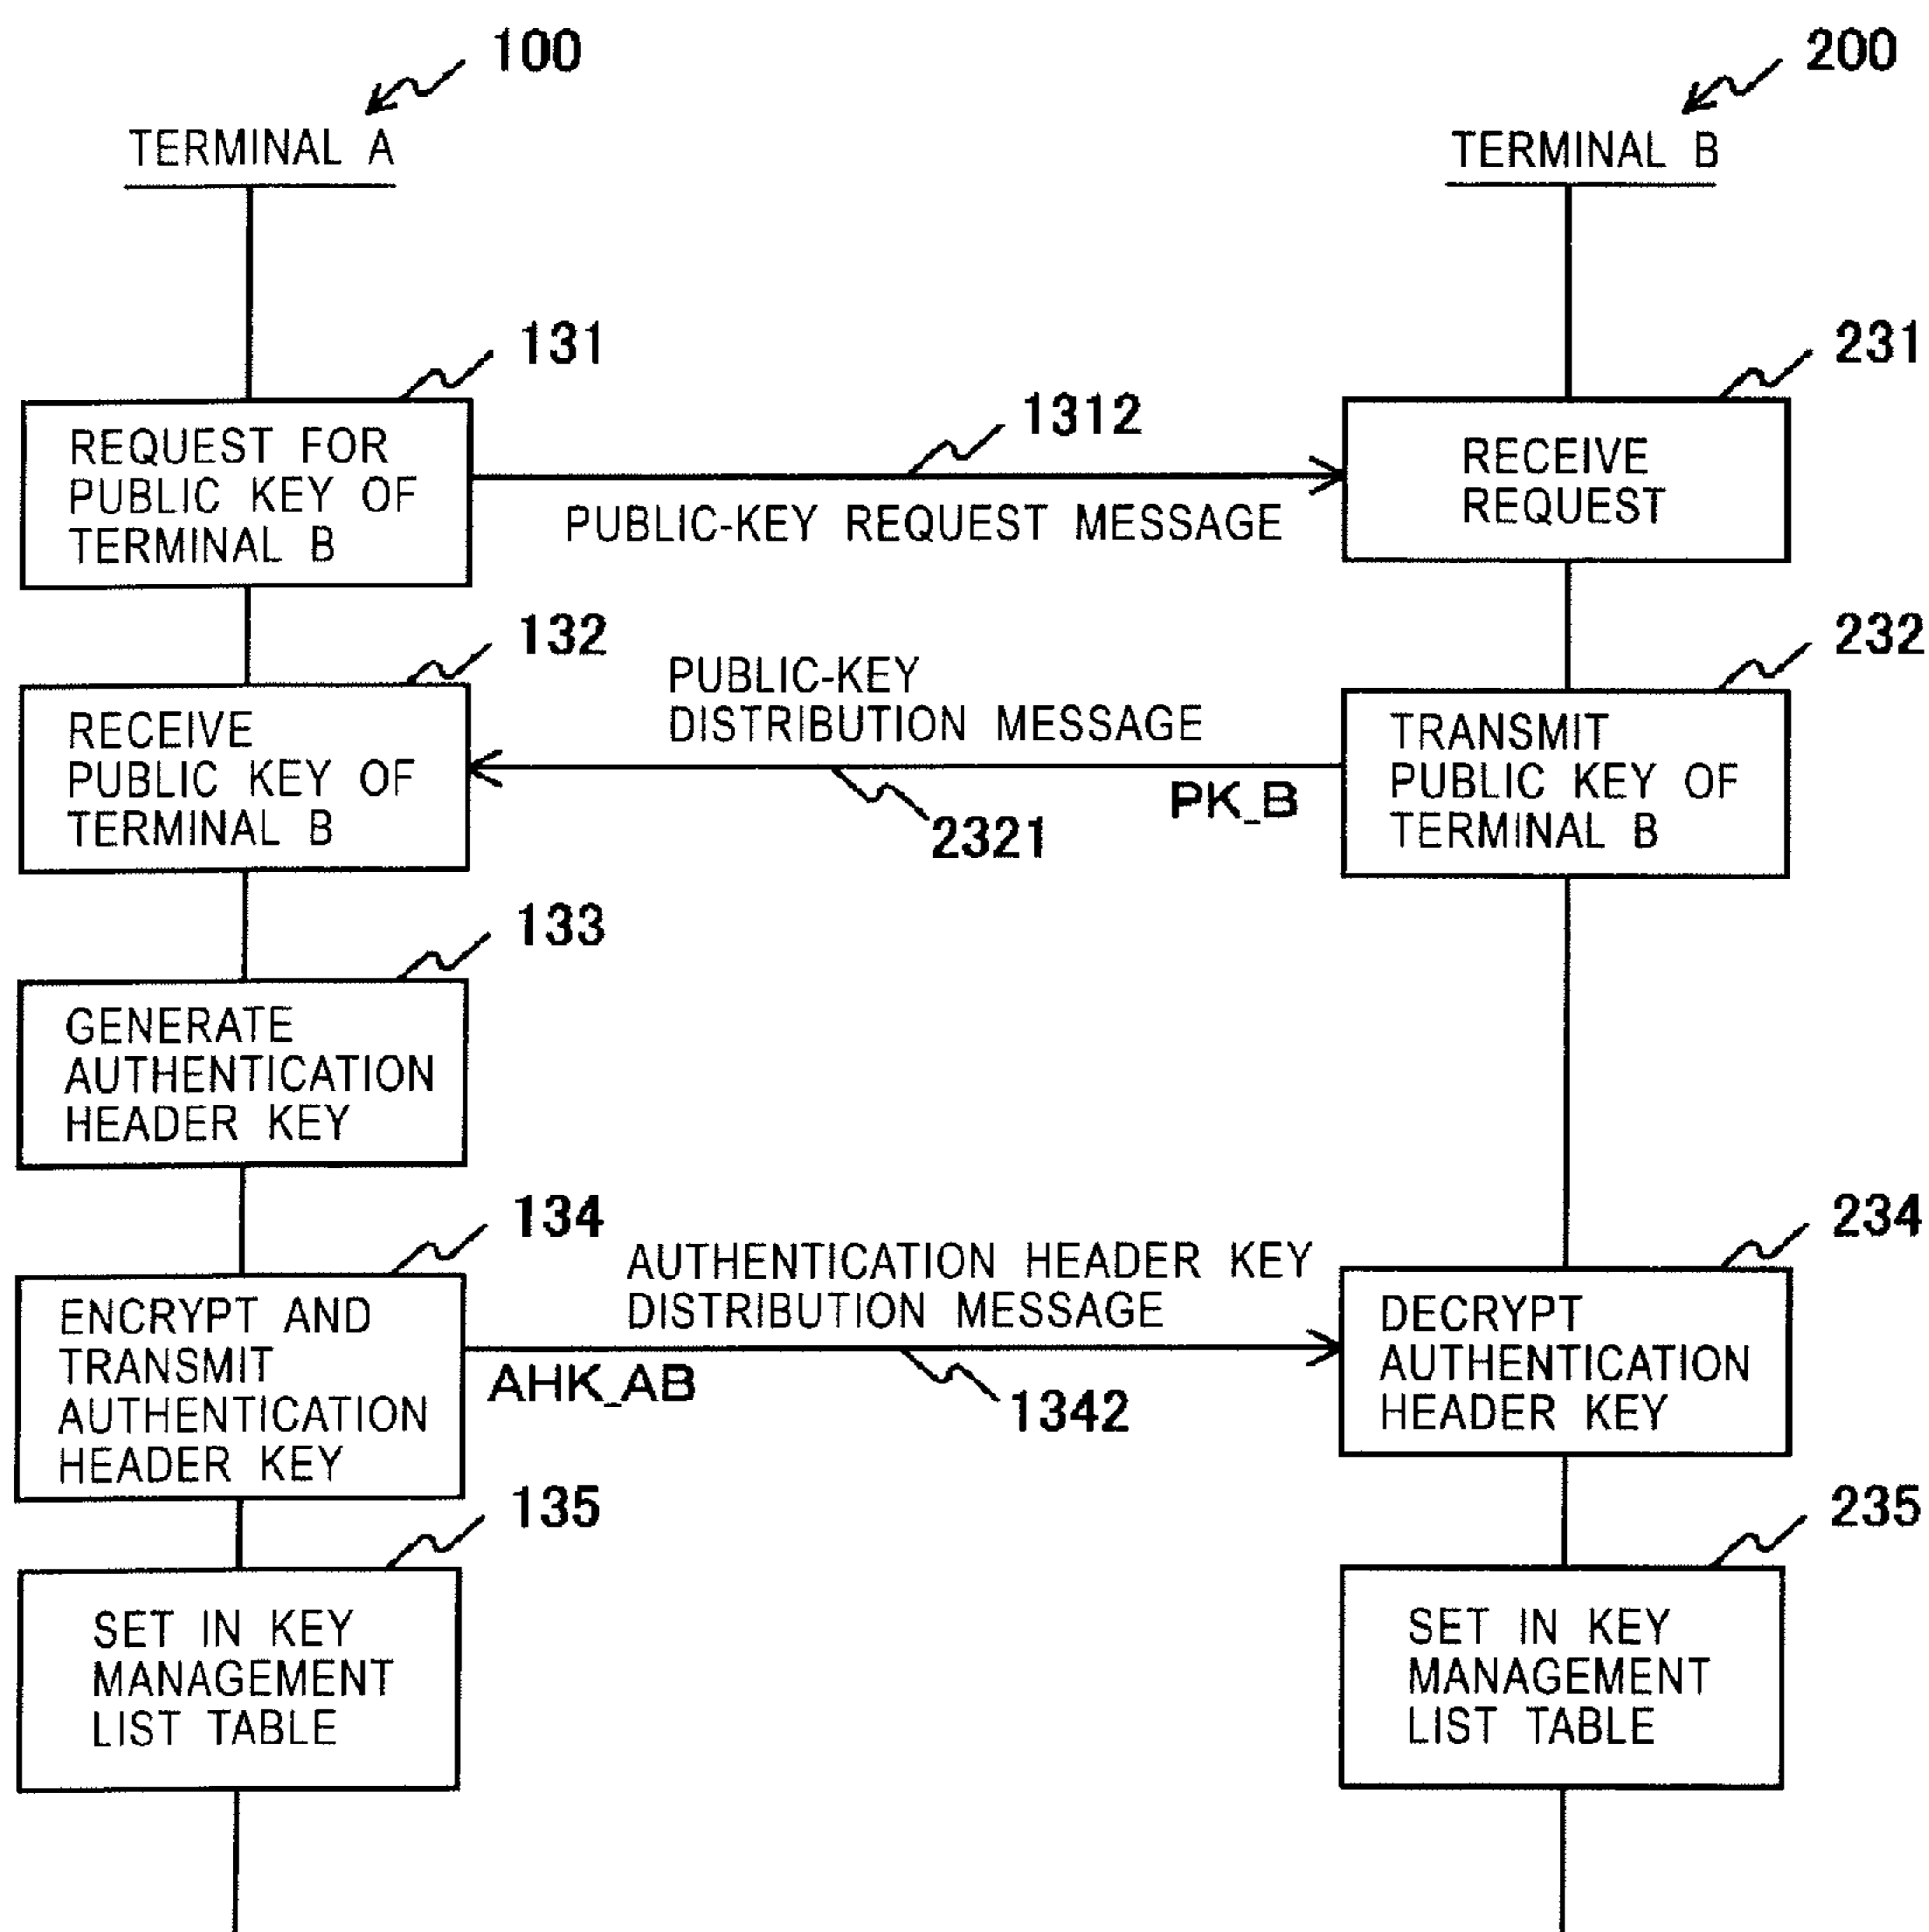 100
200
TERMINAL A
TERMINAL B
131
231
1312
REQUEST FOR
PUBLIC KEY OF
TERMINAL B
RECEIVE
REQUEST
PUBLIC-KEY REQUEST MESSAGE
132
232
PUBLIC-KEY
DISTRIBUTION MESSAGE
RECEIVE
PUBLIC KEY OF
TERMINAL B
TRANSMIT
PUBLIC KEY OF
TERMINAL B
PK_B
2321
133
GENERATE
AUTHENTICATION
HEADER KEY
134
234
AUTHENTICATION HEADER KEY
DISTRIBUTION MESSAGE
ENCRYPT AND
TRANSMIT
AUTHENTICATION
HEADER KEY
DECRYPT
AUTHENTICATION
HEADER KEY
AHK_AB
1342
135
235
SET IN KEY
MANAGEMENT
LIST TABLE
SET IN KEY
MANAGEMENT
LIST TABLE